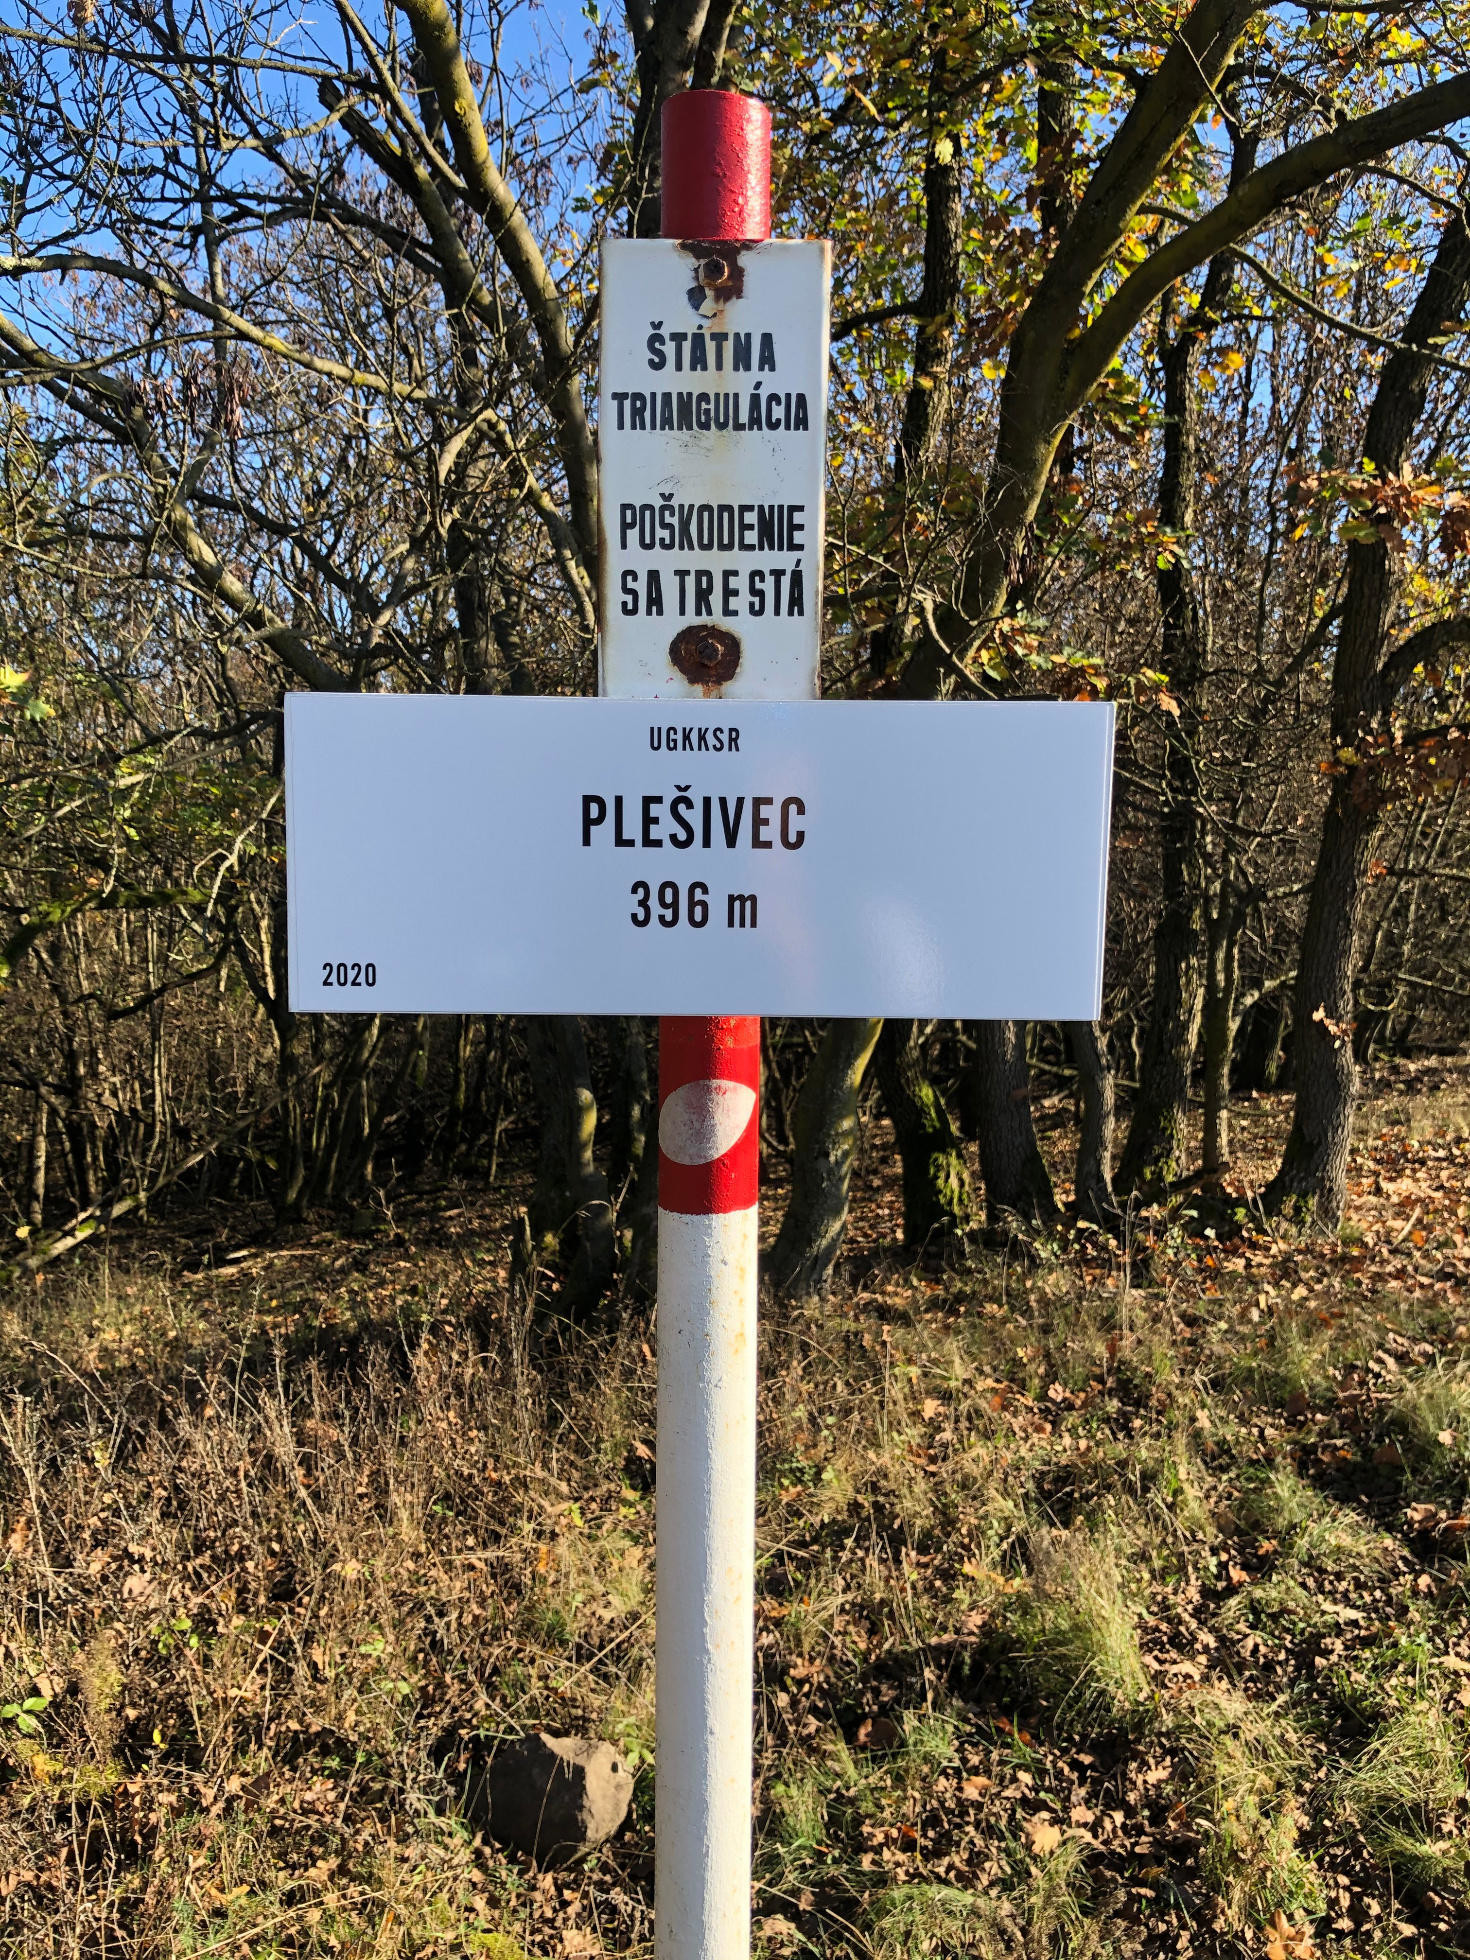 ŠTÁTNA
TRIANGULÁCIA
POŠKODENIE
SA TRESTÁ
UGKKSR
PLEŠIVEC
396 m
2020